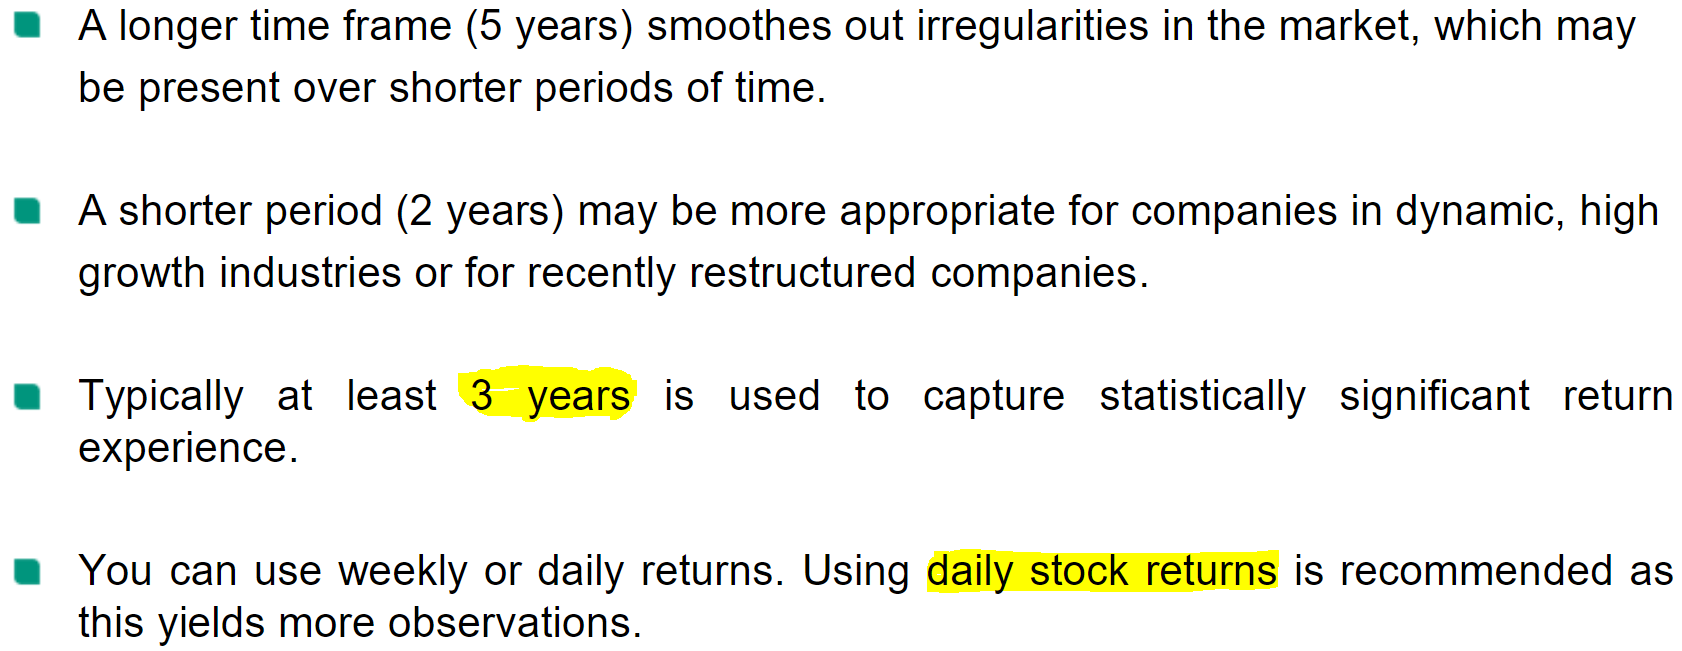 A longer time frame (5 years) smoothes out irregularities in the market, which may
be present over shorter periods of time.
A shorter period (2 years) may be more appropriate for companies in dynamic, high
growth industries or for recently restructured companies.
Typically at least 3 years is used to capture statistically significant return
experience.
You can use weekly or daily returns. Using daily stock returns is recommended as
this yields more observations.